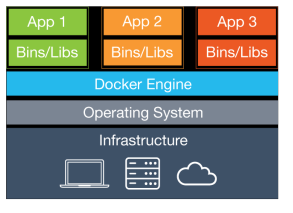 App 1 App 2 App 3
Bins/Libs Bins/Libs Bins/Libs
Docker Engine
Operating System
Infrastructure